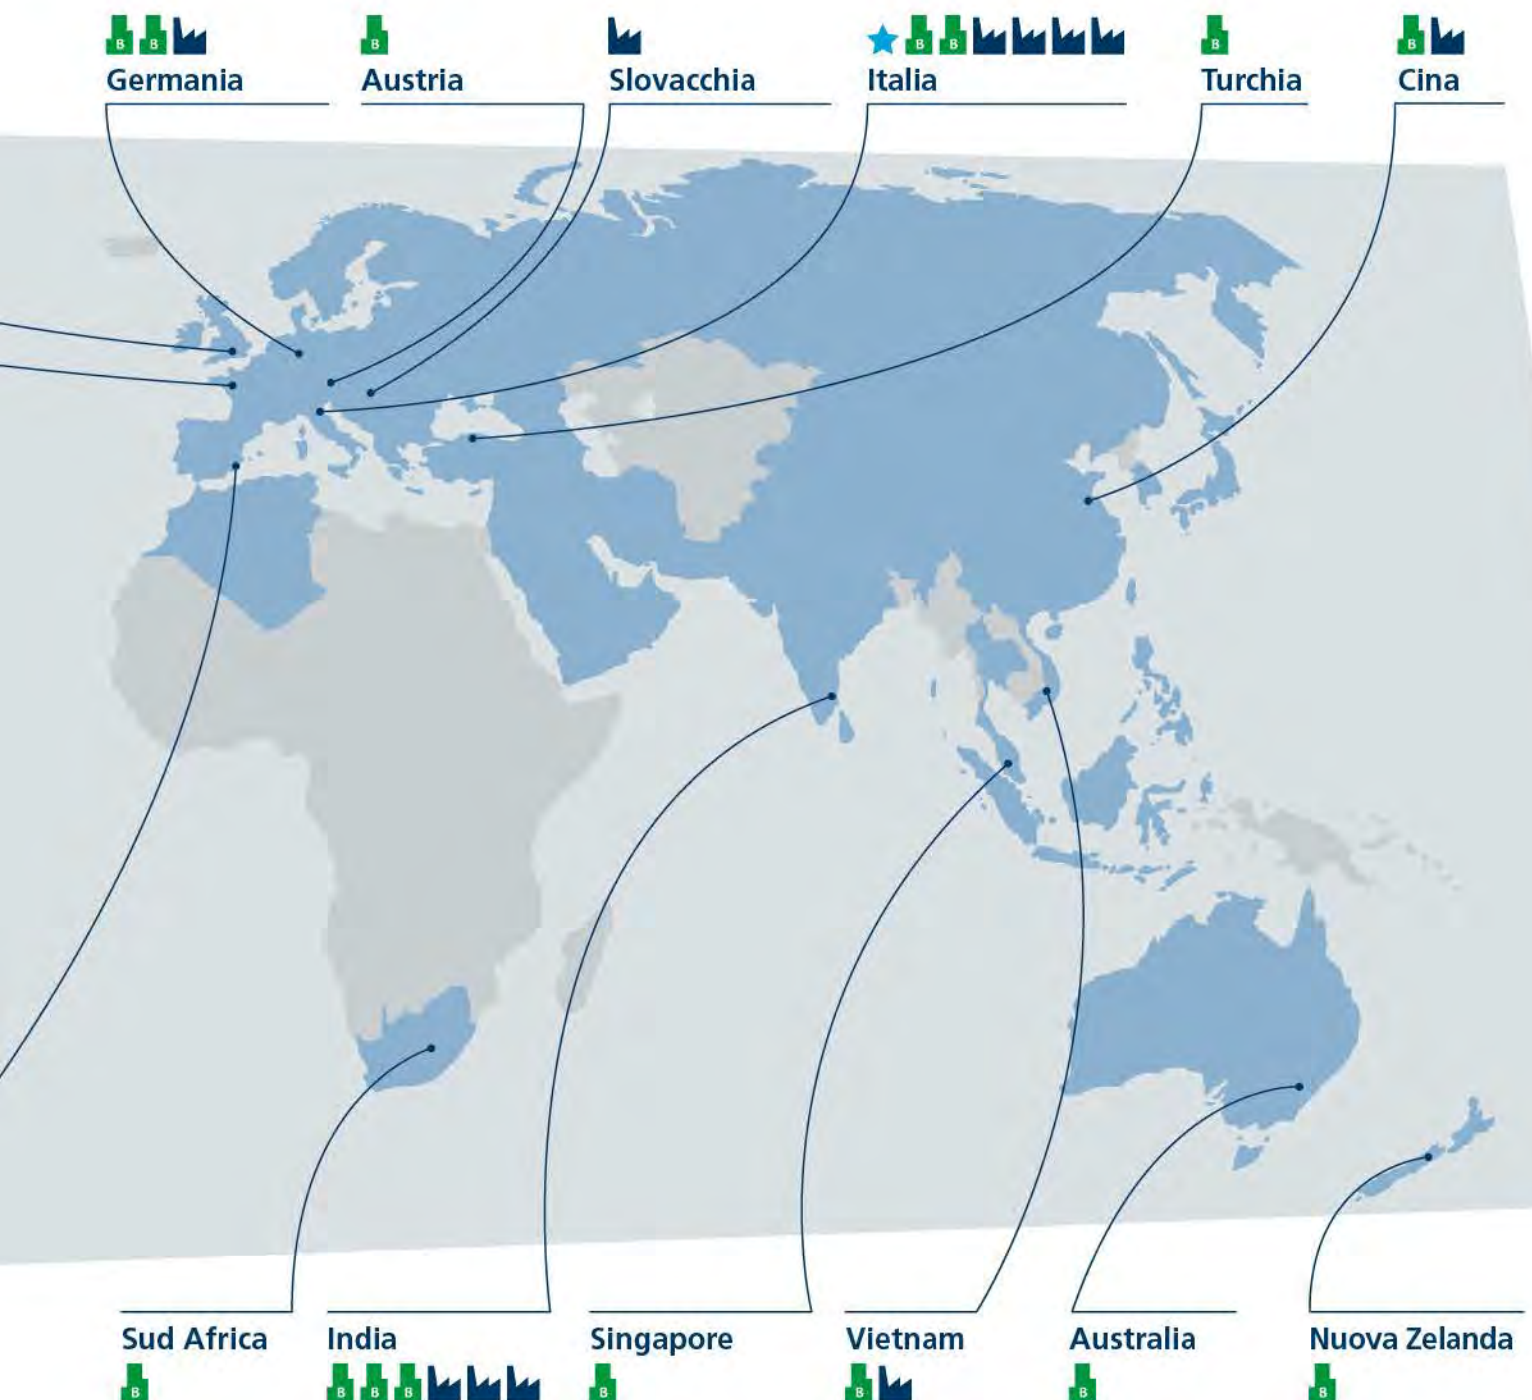 B B
Germania
B
Austria
Slovacchia
B B
Italia
B
Turchia
B
Cina
Sud Africa
B
India
B B B
Singapore
B
Vietnam
B
Australia
B
Nuova Zelanda
B